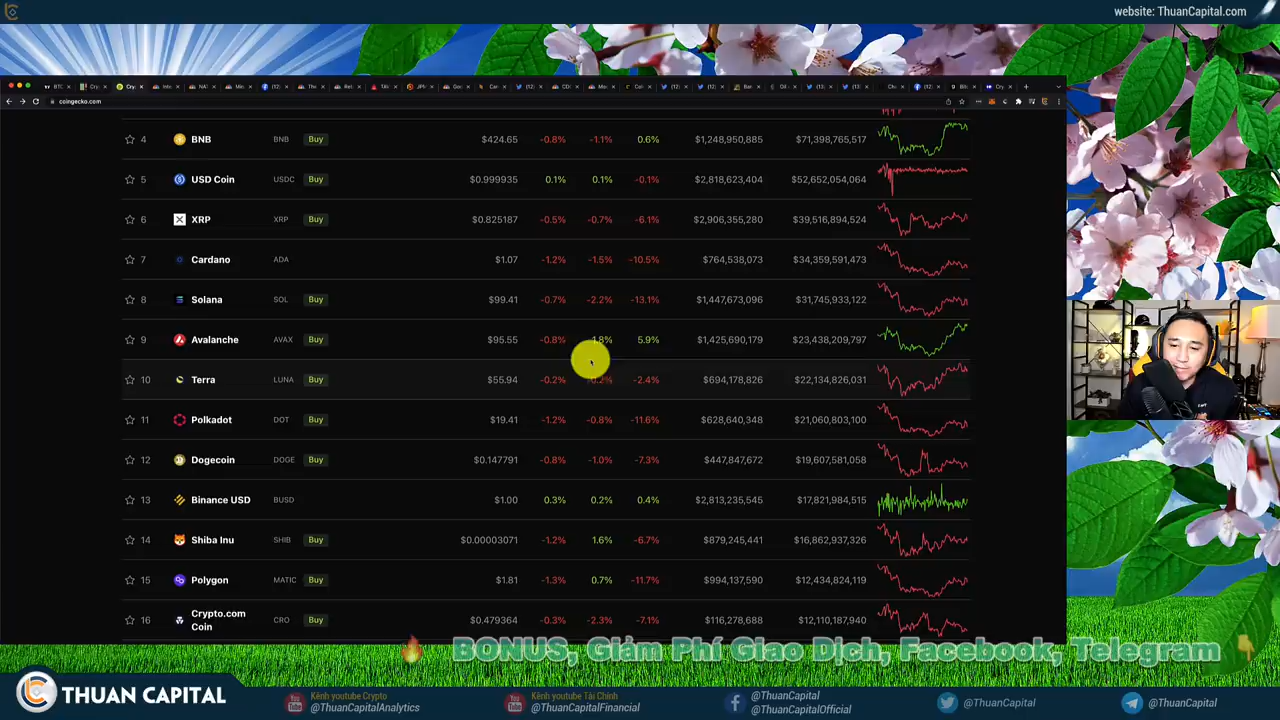 website: ThuanCapital.com
coingecko.com
4 BNB BNB Buy $424.65 -0.8% -1.1% 0.6% $1,248,950,885 $71,398,765,517
5 USD Coin USDC Buy $0.999935 0.1% 0.1% -0.1% $2,818,623,404 $52,652,054,064
6 XRP XRP Buy $0.825187 -0.5% -0.7% -6.1% $2,906,355,280 $39,516,894,524
7 Cardano ADA $1.07 -1.2% -1.5% -10.5% $764,538,073 $34,359,591,473
8 Solana SOL Buy $99.41 -0.7% -2.2% -13.1% $1,447,673,096 $31,745,933,122
9 Avalanche AVAX Buy $95.55 -0.8% 1.8% 5.9% $1,425,690,179 $23,438,209,797
10 Terra LUNA Buy $55.94 -0.2% -2.4% $694,178,826 $22,134,826,031
11 Polkadot DOT Buy $19.41 -1.2% -0.8% -11.6% $628,640,348 $21,060,803,100
12 Dogecoin DOGE Buy $0.147791 -0.8% -1.0% -7.3% $447,847,672 $19,607,581,058
13 Binance USD BUSD $1.00 0.3% 0.2% 0.4% $2,813,235,545 $17,821,984,515
14 Shiba Inu SHIB Buy $0.00003071 -1.2% 1.6% -6.7% $879,245,441 $16,862,937,326
15 Polygon MATIC Buy $1.81 -1.3% 0.7% -11.7% $994,137,590 $12,434,824,119
16 Crypto.com Coin CRO Buy $0.479364 -0.3% -2.3% -7.1% $116,278,688 $12,110,187,940
BONUS, Giảm Phí Giao Dịch, Facebook, Telegram
THUAN CAPITAL
Kênh youtube Crypto
@ThuanCapitalAnalytics
Kênh youtube Tài Chính
@ThuanCapitalFinancial
@ThuanCapital
@ThuanCapitalOfficial
@ThuanCapital
@ThuanCapital